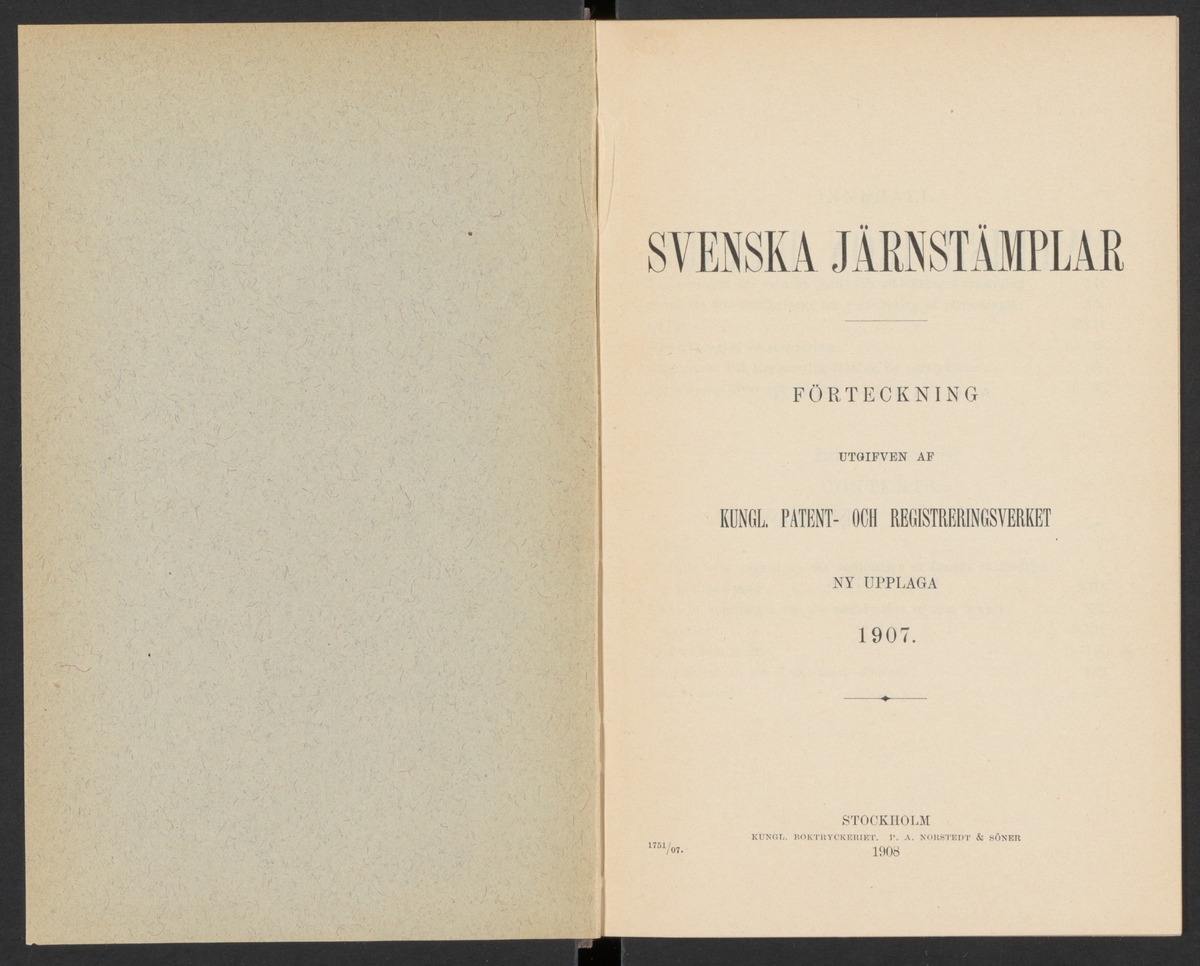 SVENSKA JÄRNSTÄMPLAR
FÖRTECKNING
UTGIFVEN AF
KUNGL. PATENT- OCH REGISTRERINGSVERKET
NY UPPLAGA
1907.
STOCKHOLM
KUNGL. BOKTRYCKERIET. P. A. NORSTEDT & SÖNER
1751/07.
1908